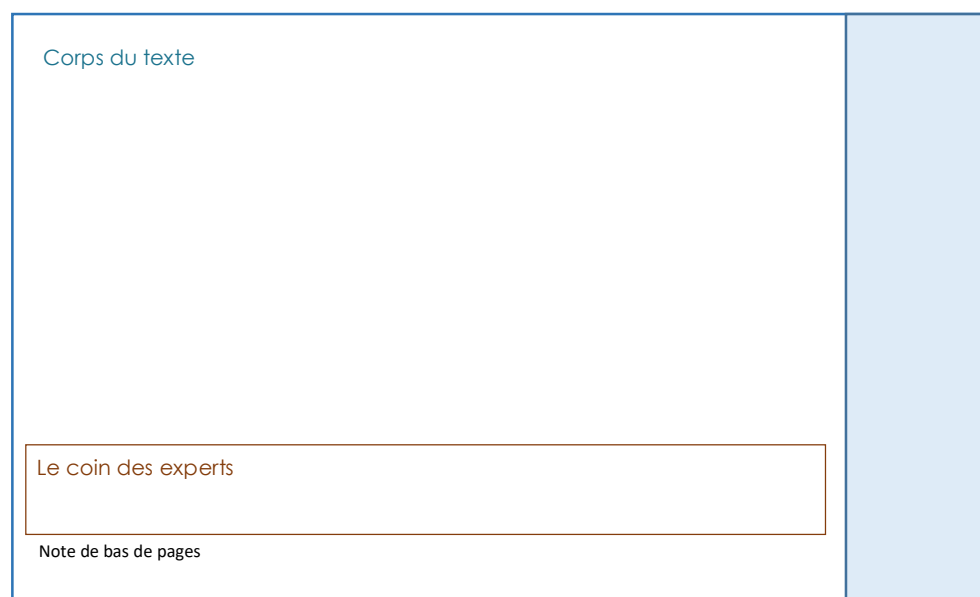 Corps du texte
Le coin des experts
Note de bas de pages